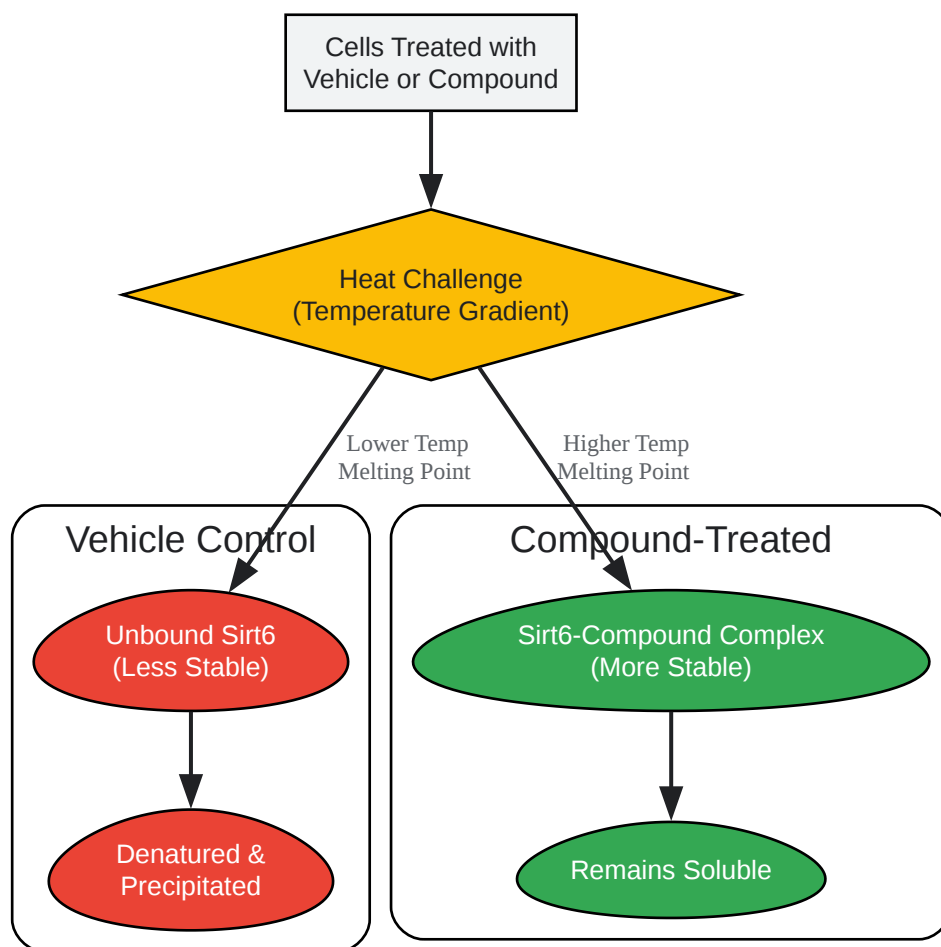 Cells Treated with
Vehicle or Compound
Heat Challenge
(Temperature Gradient)
Lower Temp
Melting Point
Higher Temp
Melting Point
Vehicle Control
Unbound Sirt6
(Less Stable)
Denatured &
Precipitated
Compound-Treated
Sirt6-Compound Complex
(More Stable)
Remains Soluble